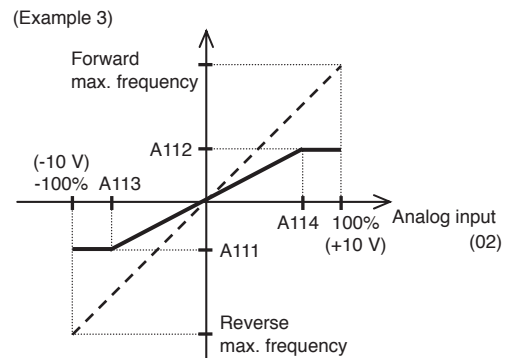 (Example 3)
Forward
max. frequency
A112
(-10 V)
-100%
A113
A114
100%
(+10 V)
Analog input
(02)
A111
Reverse
max. frequency